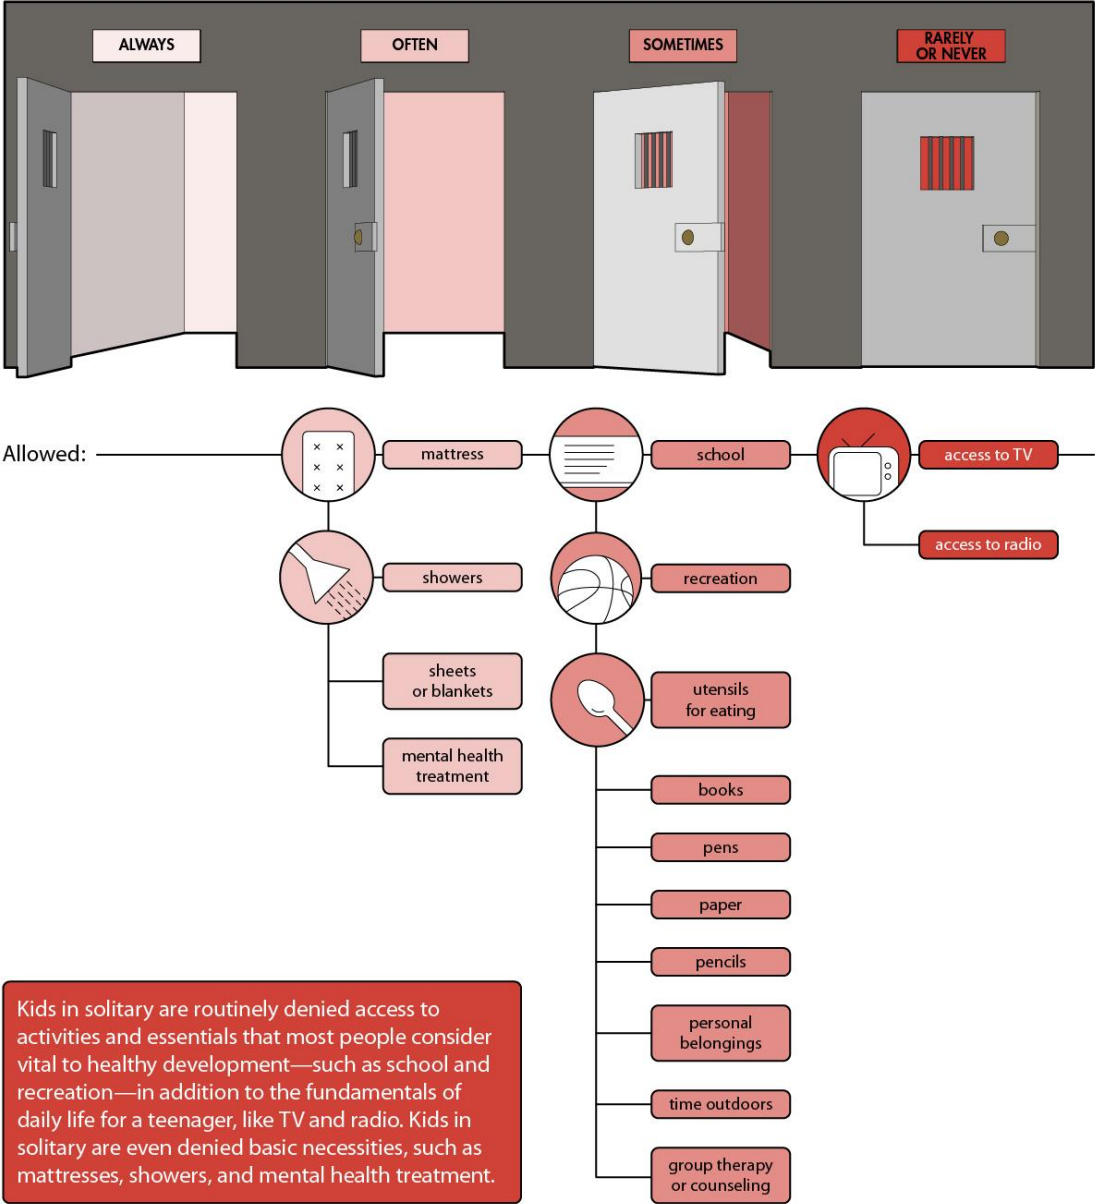 ALWAYS
OFTEN
SOMETIMES
RARELY
OR NEVER
Allowed:
mattress
school
access to TV
access to radio
showers
recreation
sheets
or blankets
utensils
for eating
mental health
treatment
books
pens
paper
pencils
personal
belongings
time outdoors
group therapy
or counseling
Kids in solitary are routinely denied access to
activities and essentials that most people consider
vital to healthy development—such as school and
recreation—in addition to the fundamentals of
daily life for a teenager, like TV and radio. Kids in
solitary are even denied basic necessities, such as
mattresses, showers, and mental health treatment.